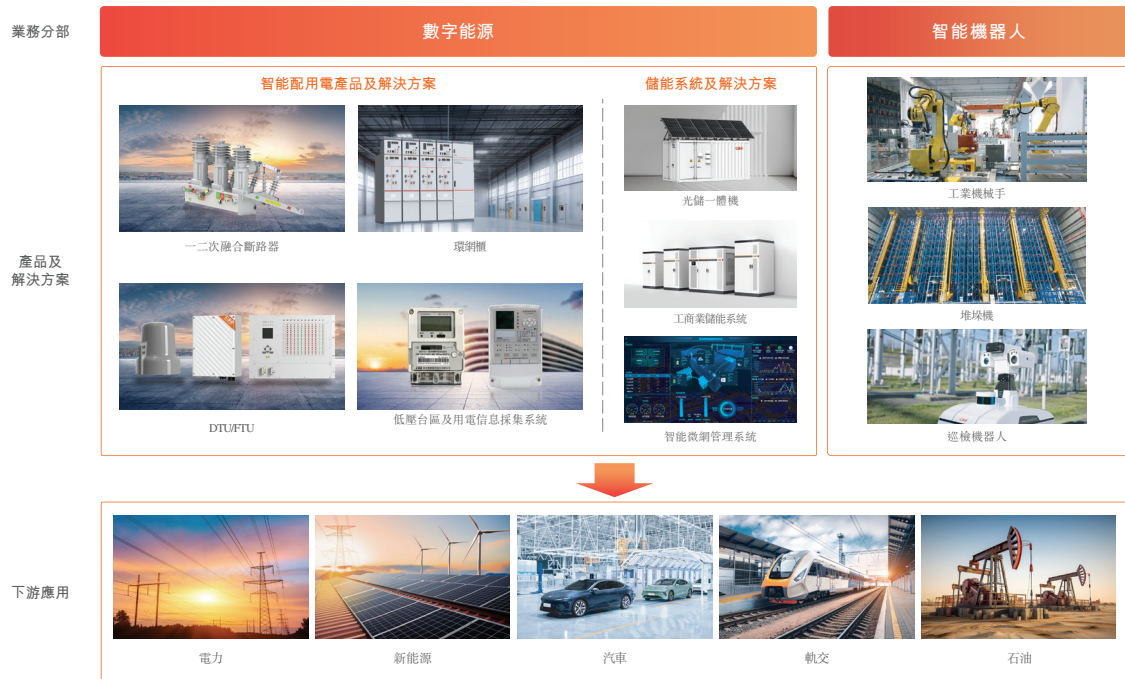 業務分部
數字能源
智能機器人
智能配用電產品及解決方案
儲能系統及解決方案
產品及
解決方案
一二次融合斷路器
環網櫃
DTU/FTU
低壓台區及用電信息採集系統
光儲一體機
工商業儲能系統
智能微網管理系統
工業機械手
堆垛機
巡檢機器人
下游應用
電力
新能源
汽車
軌交
石油